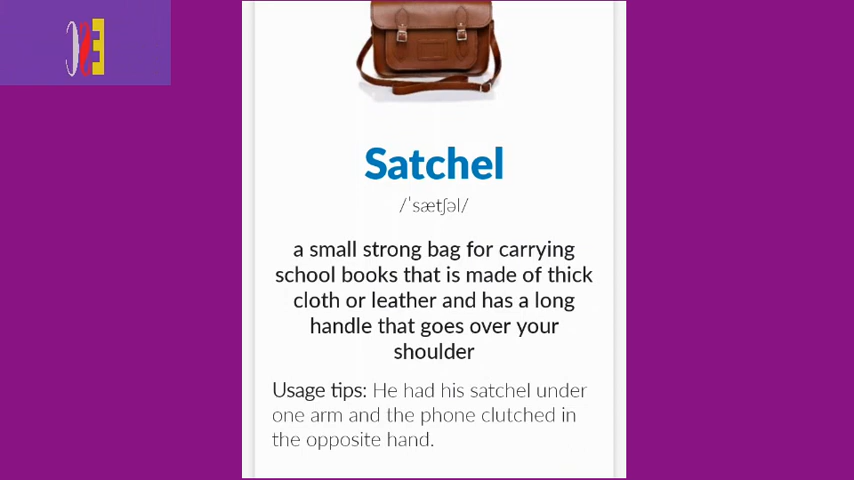 Satchel
/ˈsætʃəl/
a small strong bag for carrying
school books that is made of thick
cloth or leather and has a long
handle that goes over your
shoulder
Usage tips: He had his satchel under
one arm and the phone clutched in
the opposite hand.